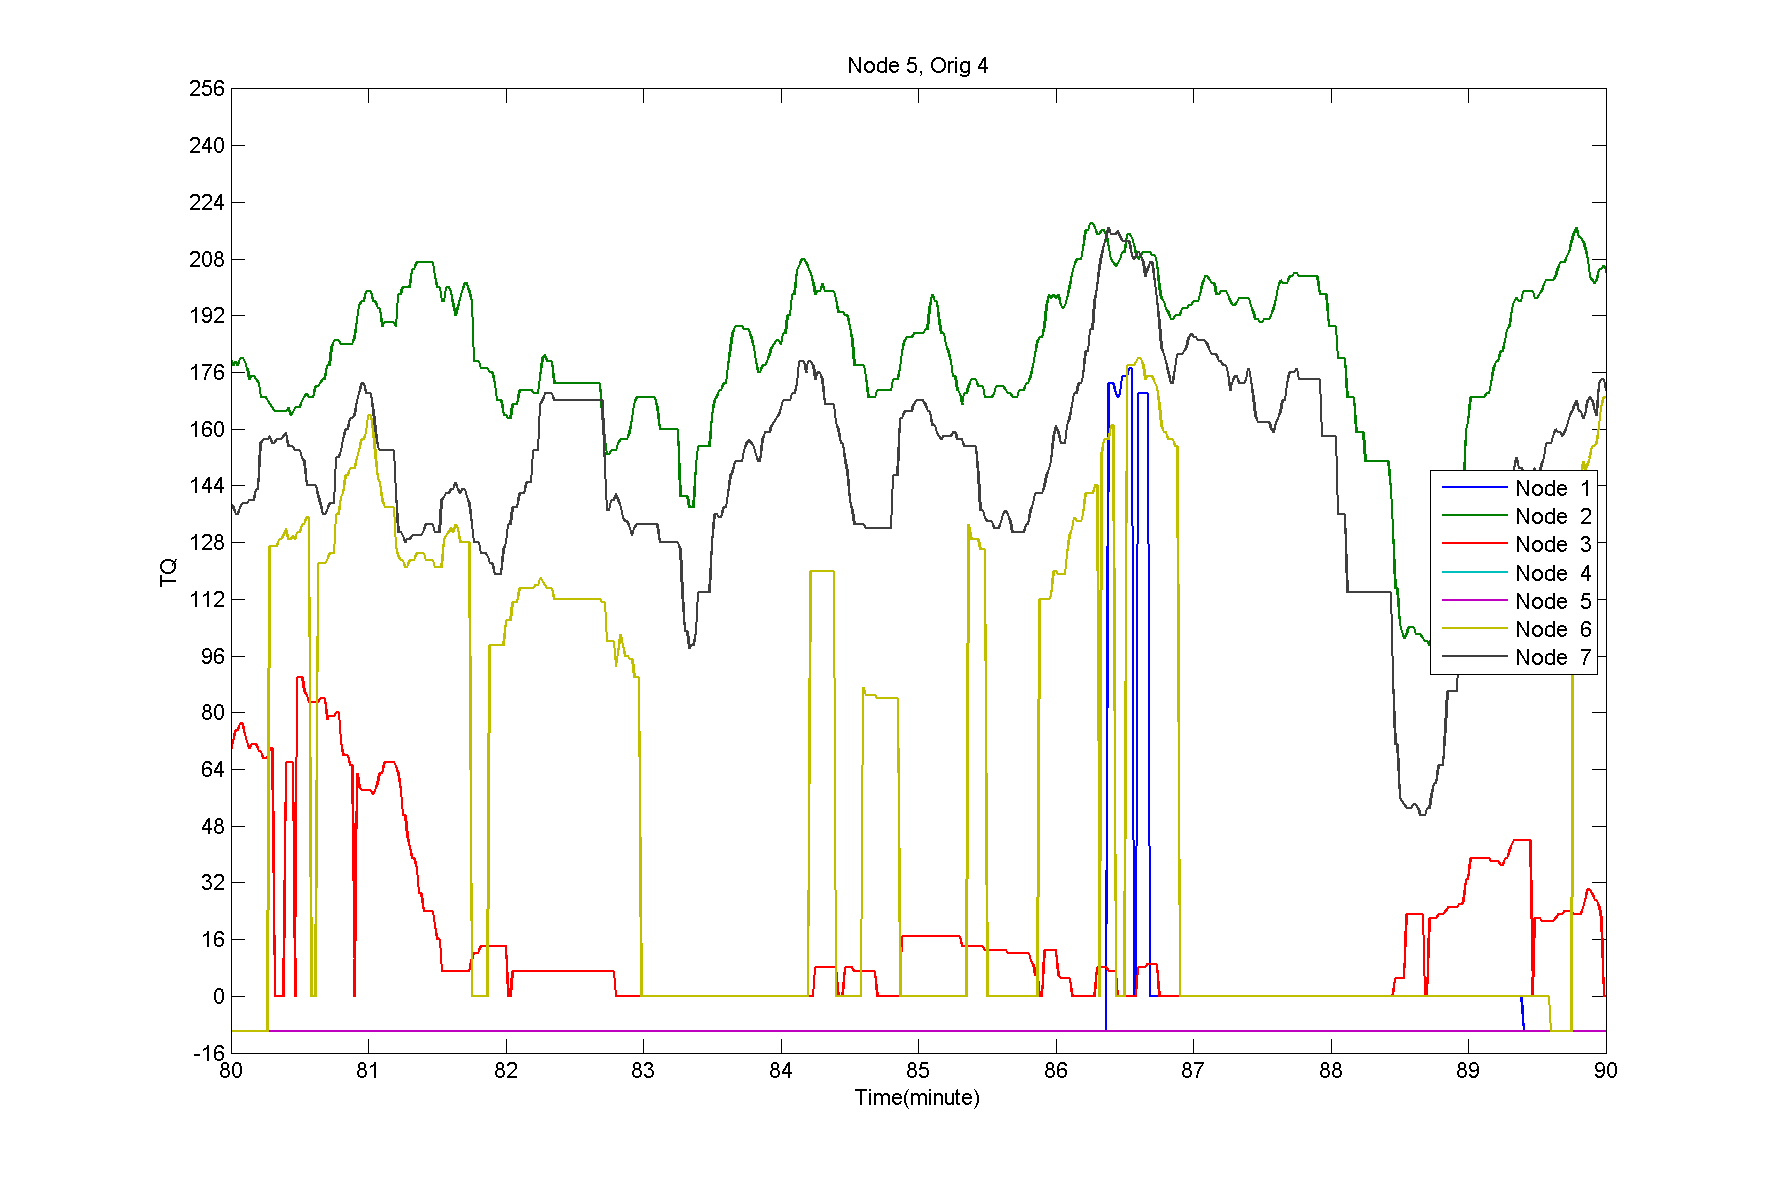 Node 5, Orig 4
256
240
224
208
192
176
160
144
128
112
96
80
64
48
32
16
0
-16
TQ
Node 1
Node 2
Node 3
Node 4
Node 5
Node 6
Node 7
80 81 82 83 84 85 86 87 88 89 90
Time(minute)